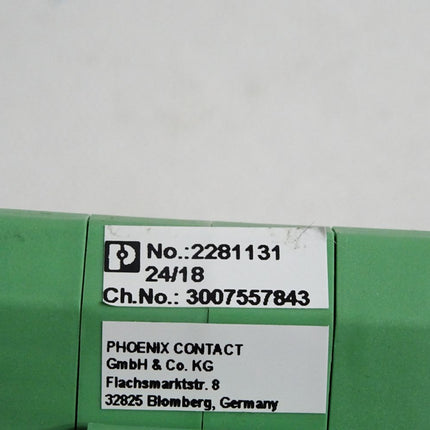 No.:2281131
24/18
Ch.No.: 3007557843
PHOENIX CONTACT
GmbH & Co. KG
Flachsmarktstr. 8
32825 Blomberg, Germany